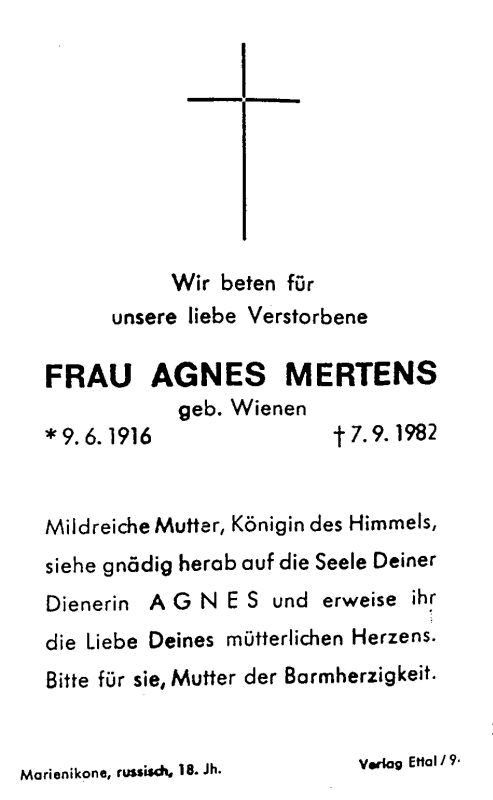 Wir beten für
unsere liebe Verstorbene
FRAU AGNES MERTENS
geb. Wienen
* 9. 6. 1916 † 7. 9. 1982
Mildreiche Mutter, Königin des Himmels,
siehe gnädig herab auf die Seele Deiner
Dienerin AGNES und erweise ihr
die Liebe Deines mütterlichen Herzens.
Bitte für sie, Mutter der Barmherzigkeit.
Marienikone, russisch, 18. Jh. Verlag Ettal / 9.